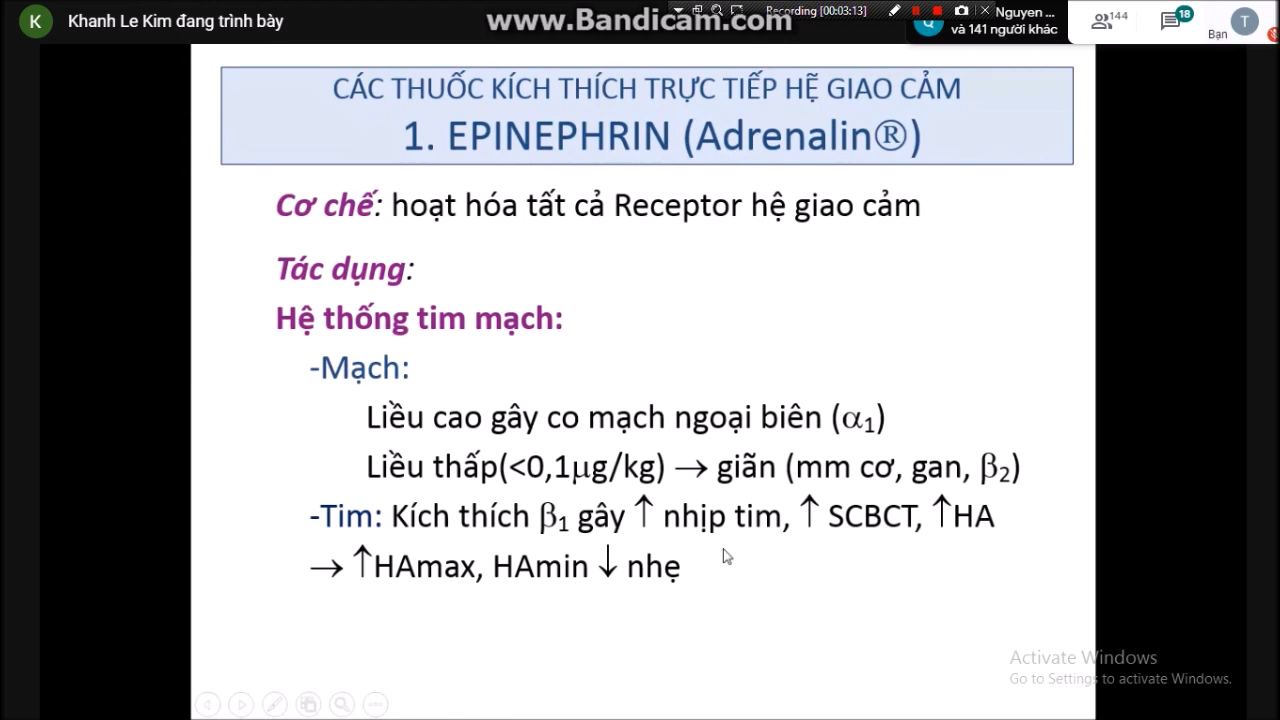 K Khanh Le Kim đang trình bày
www.Bandicam.com
Recording [00:03:13]
Q Nguyen ...
và 141 người khác
144
18
Bạn
T
CÁC THUỐC KÍCH THÍCH TRỰC TIẾP HỆ GIAO CẢM
1. EPINEPHRIN (Adrenalin®)
Cơ chế: hoạt hóa tất cả Receptor hệ giao cảm
Tác dụng:
Hệ thống tim mạch:
-Mạch:
Liều cao gây co mạch ngoại biên (α₁)
Liều thấp(<0,1μg/kg) → giãn (mm cơ, gan, β₂)
-Tim: Kích thích β₁ gây ↑ nhịp tim, ↑ SCBCT, ↑HA
→ ↑HAmax, HAmin ↓ nhẹ
Activate Windows
Go to Settings to activate Windows.